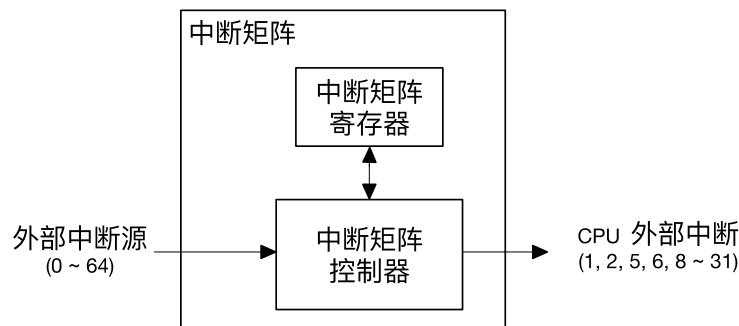 中断矩阵
中断矩阵
寄存器
外部中断源
(0 ~ 64)
中断矩阵
控制器
CPU 外部中断
(1, 2, 5, 6, 8 ~ 31)